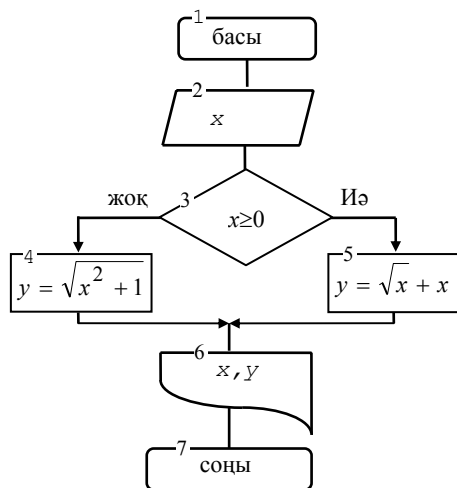 1
басы
2
x
3
жоқ
x≥0
Иә
4
y = √(x² + 1)
5
y = √x + x
6
x,y
7
соңы